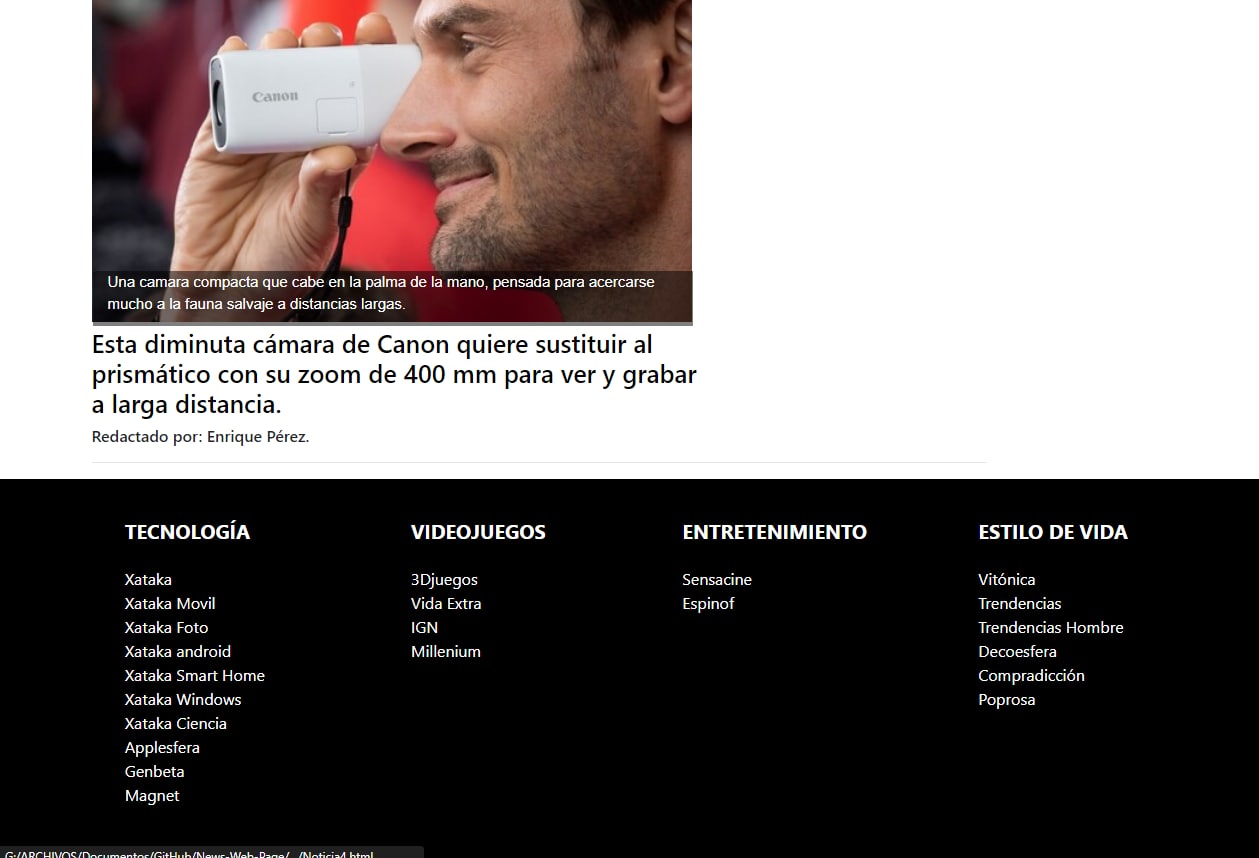 Canon
Una camara compacta que cabe en la palma de la mano, pensada para acercarse
mucho a la fauna salvaje a distancias largas.
Esta diminuta cámara de Canon quiere sustituir al
prismático con su zoom de 400 mm para ver y grabar
a larga distancia.
Redactado por: Enrique Pérez.
TECNOLOGÍA
Xataka
Xataka Movil
Xataka Foto
Xataka android
Xataka Smart Home
Xataka Windows
Xataka Ciencia
Applesfera
Genbeta
Magnet
VIDEOJUEGOS
3Djuegos
Vida Extra
IGN
Millenium
ENTRETENIMIENTO
Sensacine
Espinof
ESTILO DE VIDA
Vitónica
Trendencias
Trendencias Hombre
Decoesfera
Compradicción
Poprosa
G:/ARCHIVOS/Documentos/GitHub/News-Web-Page/.../Noticia4.html